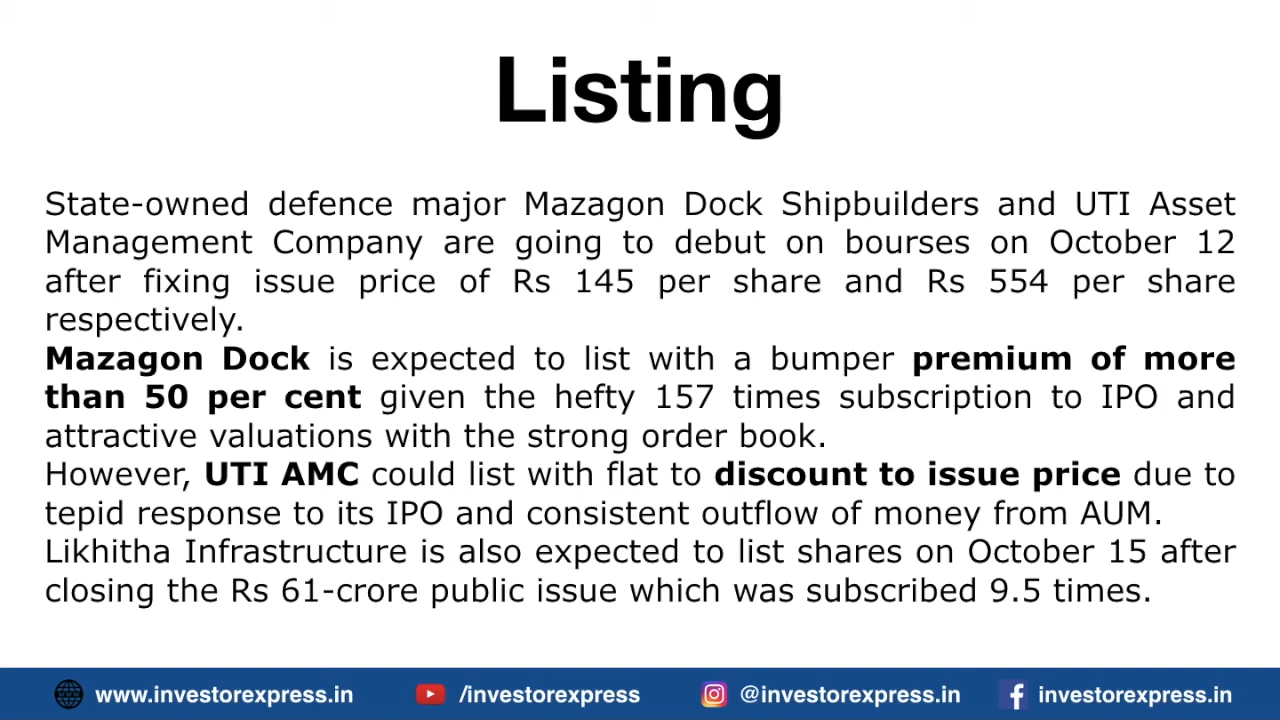 Listing
State-owned defence major Mazagon Dock Shipbuilders and UTI Asset
Management Company are going to debut on bourses on October 12
after fixing issue price of Rs 145 per share and Rs 554 per share
respectively.
Mazagon Dock is expected to list with a bumper premium of more
than 50 per cent given the hefty 157 times subscription to IPO and
attractive valuations with the strong order book.
However, UTI AMC could list with flat to discount to issue price due to
tepid response to its IPO and consistent outflow of money from AUM.
Likhitha Infrastructure is also expected to list shares on October 15 after
closing the Rs 61-crore public issue which was subscribed 9.5 times.
www.investorexpress.in /investorexpress @investorexpress.in investorexpress.in